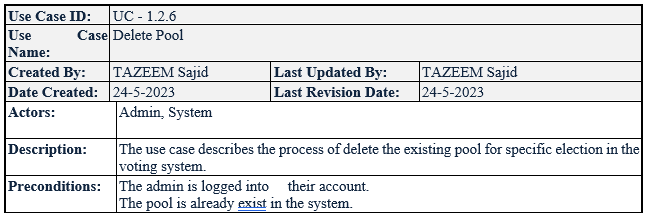 Use Case ID: UC - 1.2.6
Use Case Delete Pool
Name:
Created By: TAZEEM Sajid Last Updated By: TAZEEM Sajid
Date Created: 24-5-2023 Last Revision Date: 24-5-2023
Actors: Admin, System
Description: The use case describes the process of delete the existing pool for specific election in the
voting system.
Preconditions: The admin is logged into their account.
The pool is already exist in the system.